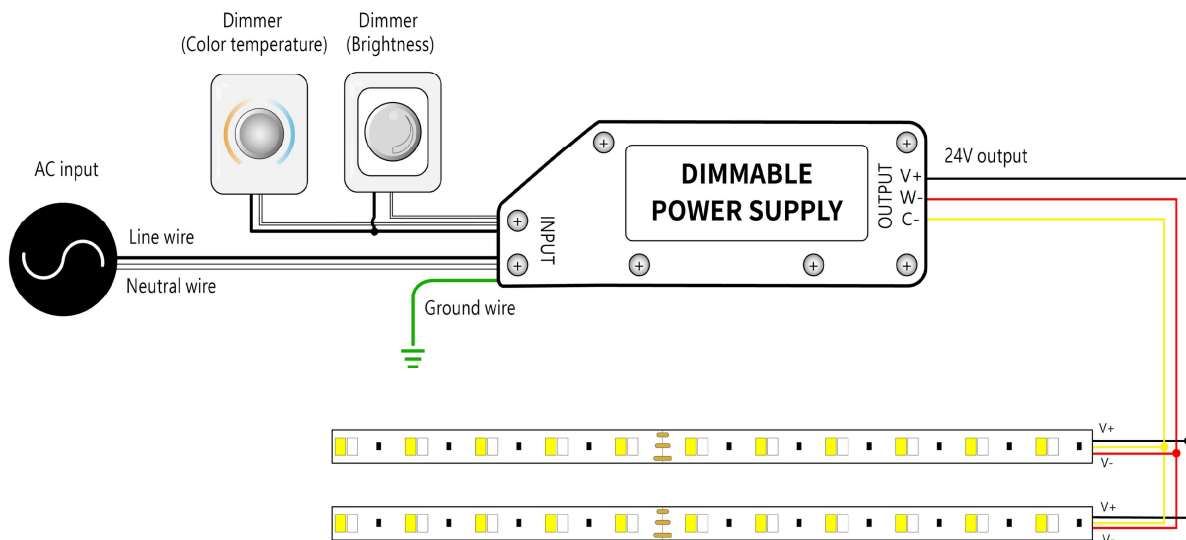 Dimmer
(Color temperature)
Dimmer
(Brightness)
AC input
Line wire
Neutral wire
Ground wire
INPUT
DIMMABLE
POWER SUPPLY
OUTPUT
V+
W-
C-
24V output
V+
V-
V+
V-